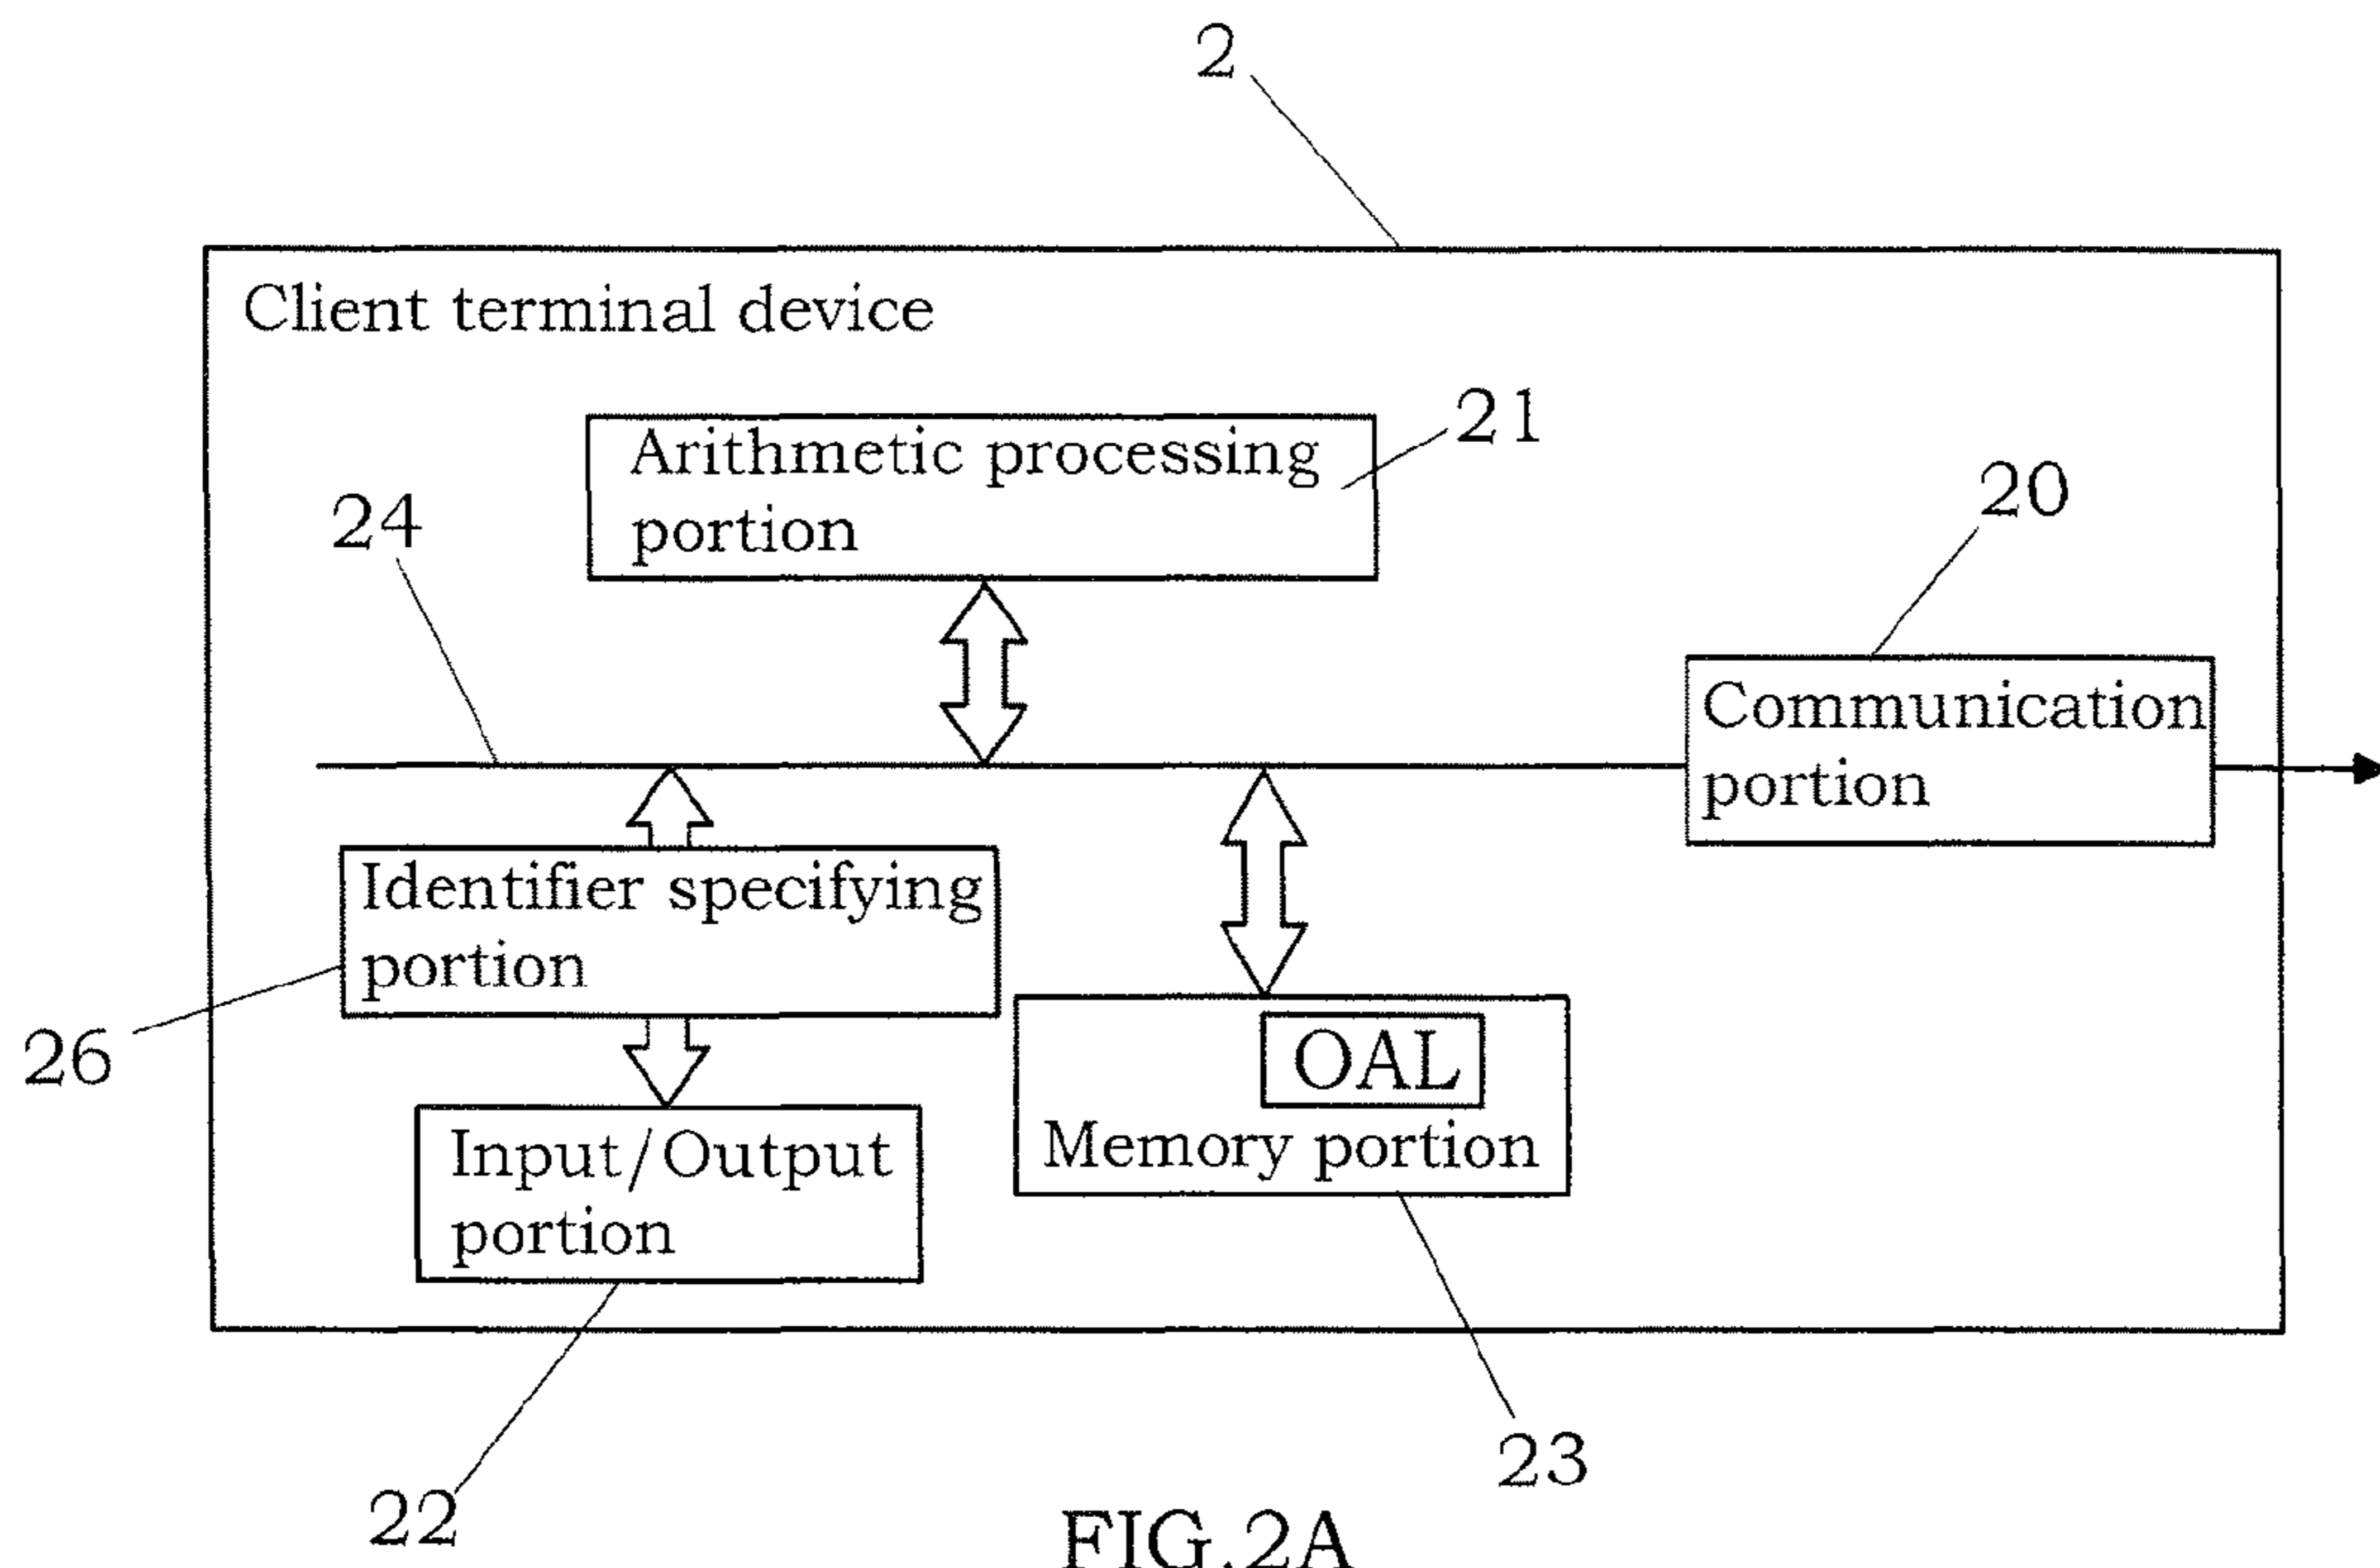 2
Client terminal device
Arithmetic processing
portion
21
24
20
Communication
portion
Identifier specifying
portion
26
OAL
Memory portion
Input/Output
portion
23
22
FIG.2A